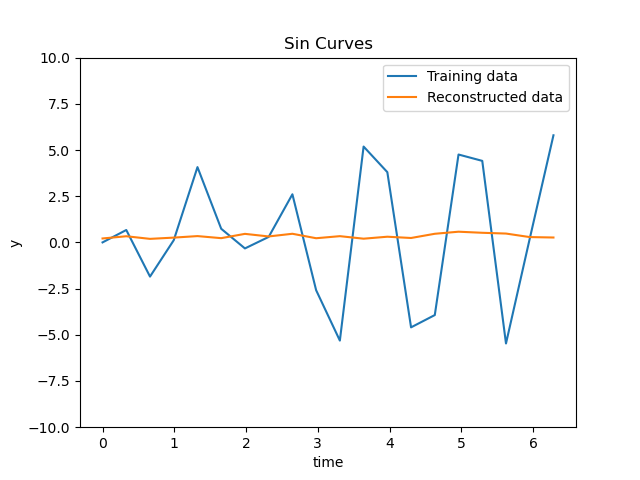 Sin Curves
Training data
Reconstructed data
10.0
7.5
5.0
2.5
0.0
−2.5
−5.0
−7.5
−10.0
y
0 1 2 3 4 5 6
time